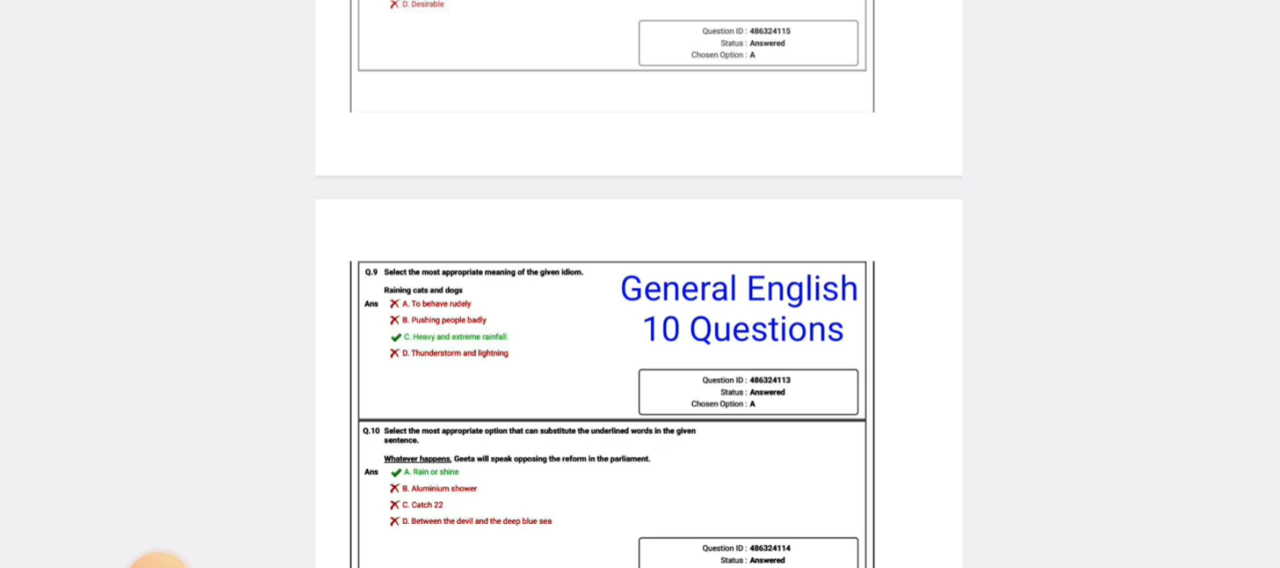 D. Desirable
Question ID : 486324115
Status : Answered
Chosen Option : A
Q.9 Select the most appropriate meaning of the given idiom.
Raining cats and dogs
Ans A. To behave rudely
B. Pushing people badly
C. Heavy and extreme rainfall
D. Thunderstorm and lightning
General English
10 Questions
Question ID : 486324113
Status : Answered
Chosen Option : A
Q.10 Select the most appropriate option that can substitute the underlined words in the given
sentence.
Whatever happens, Geeta will speak opposing the reform in the parliament.
Ans A. Rain or shine
B. Aluminium shower
C. Catch 22
D. Between the devil and the deep blue sea
Question ID : 486324114
Status : Answered